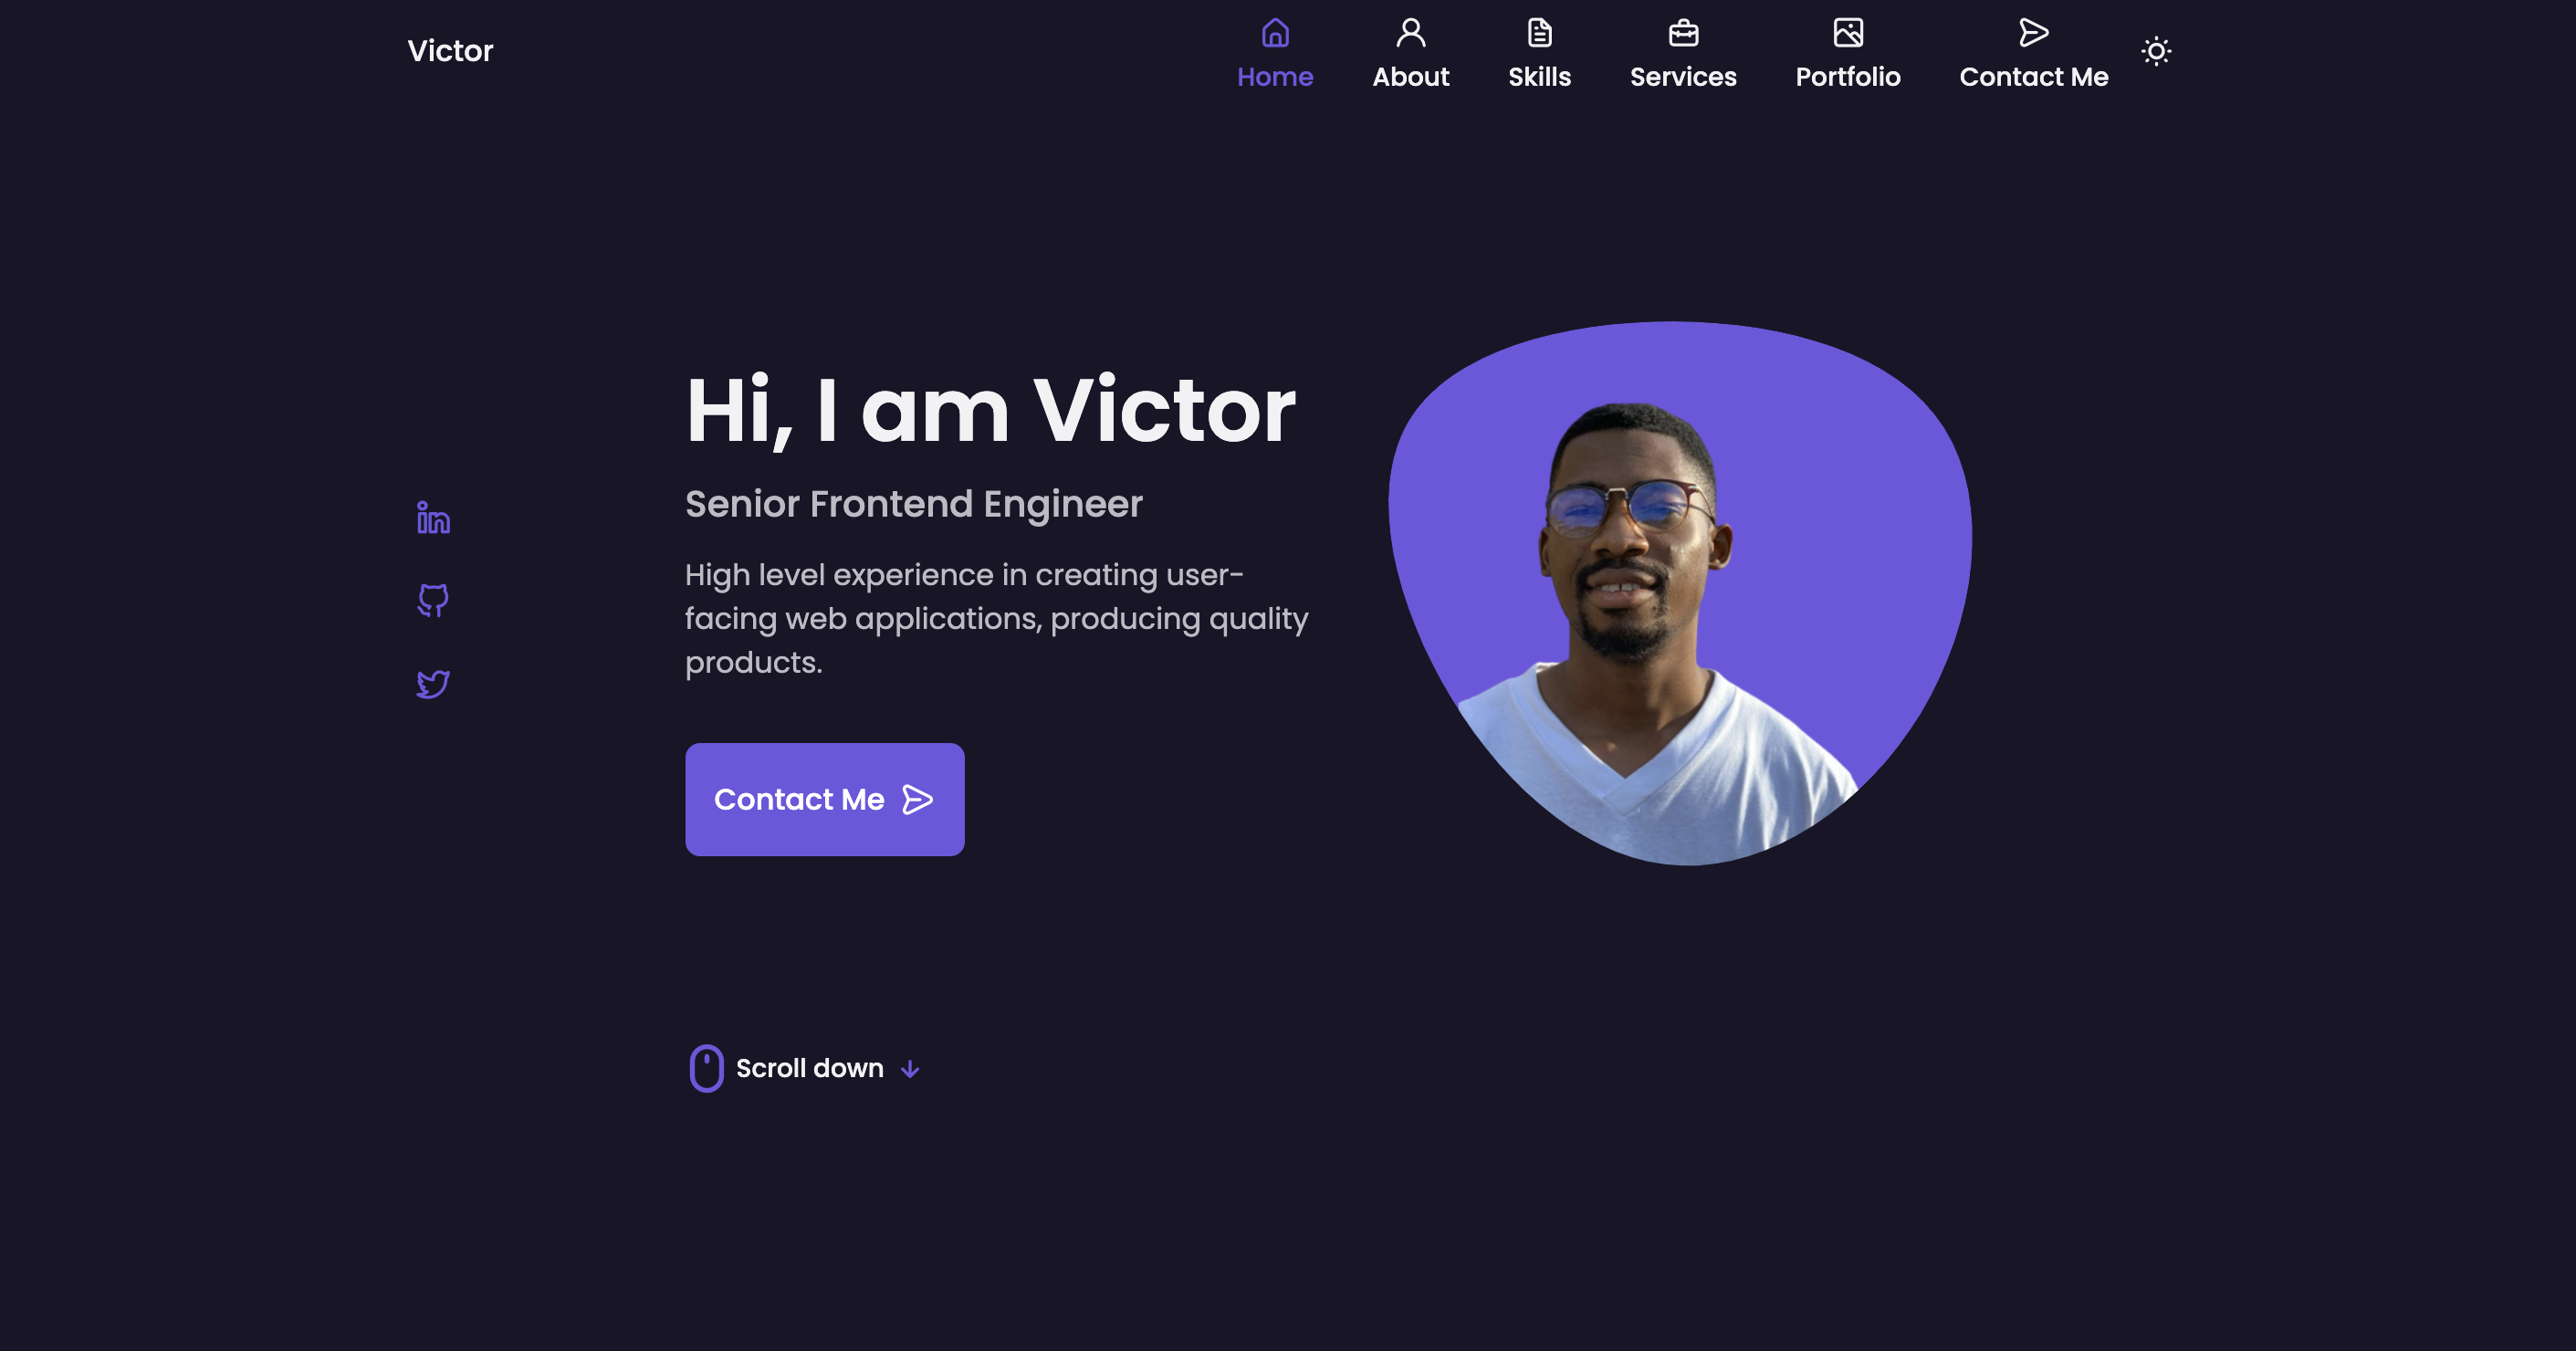 Victor
Home
About
Skills
Services
Portfolio
Contact Me
Hi, I am Victor
Senior Frontend Engineer
High level experience in creating user-
facing web applications, producing quality
products.
Contact Me
Scroll down